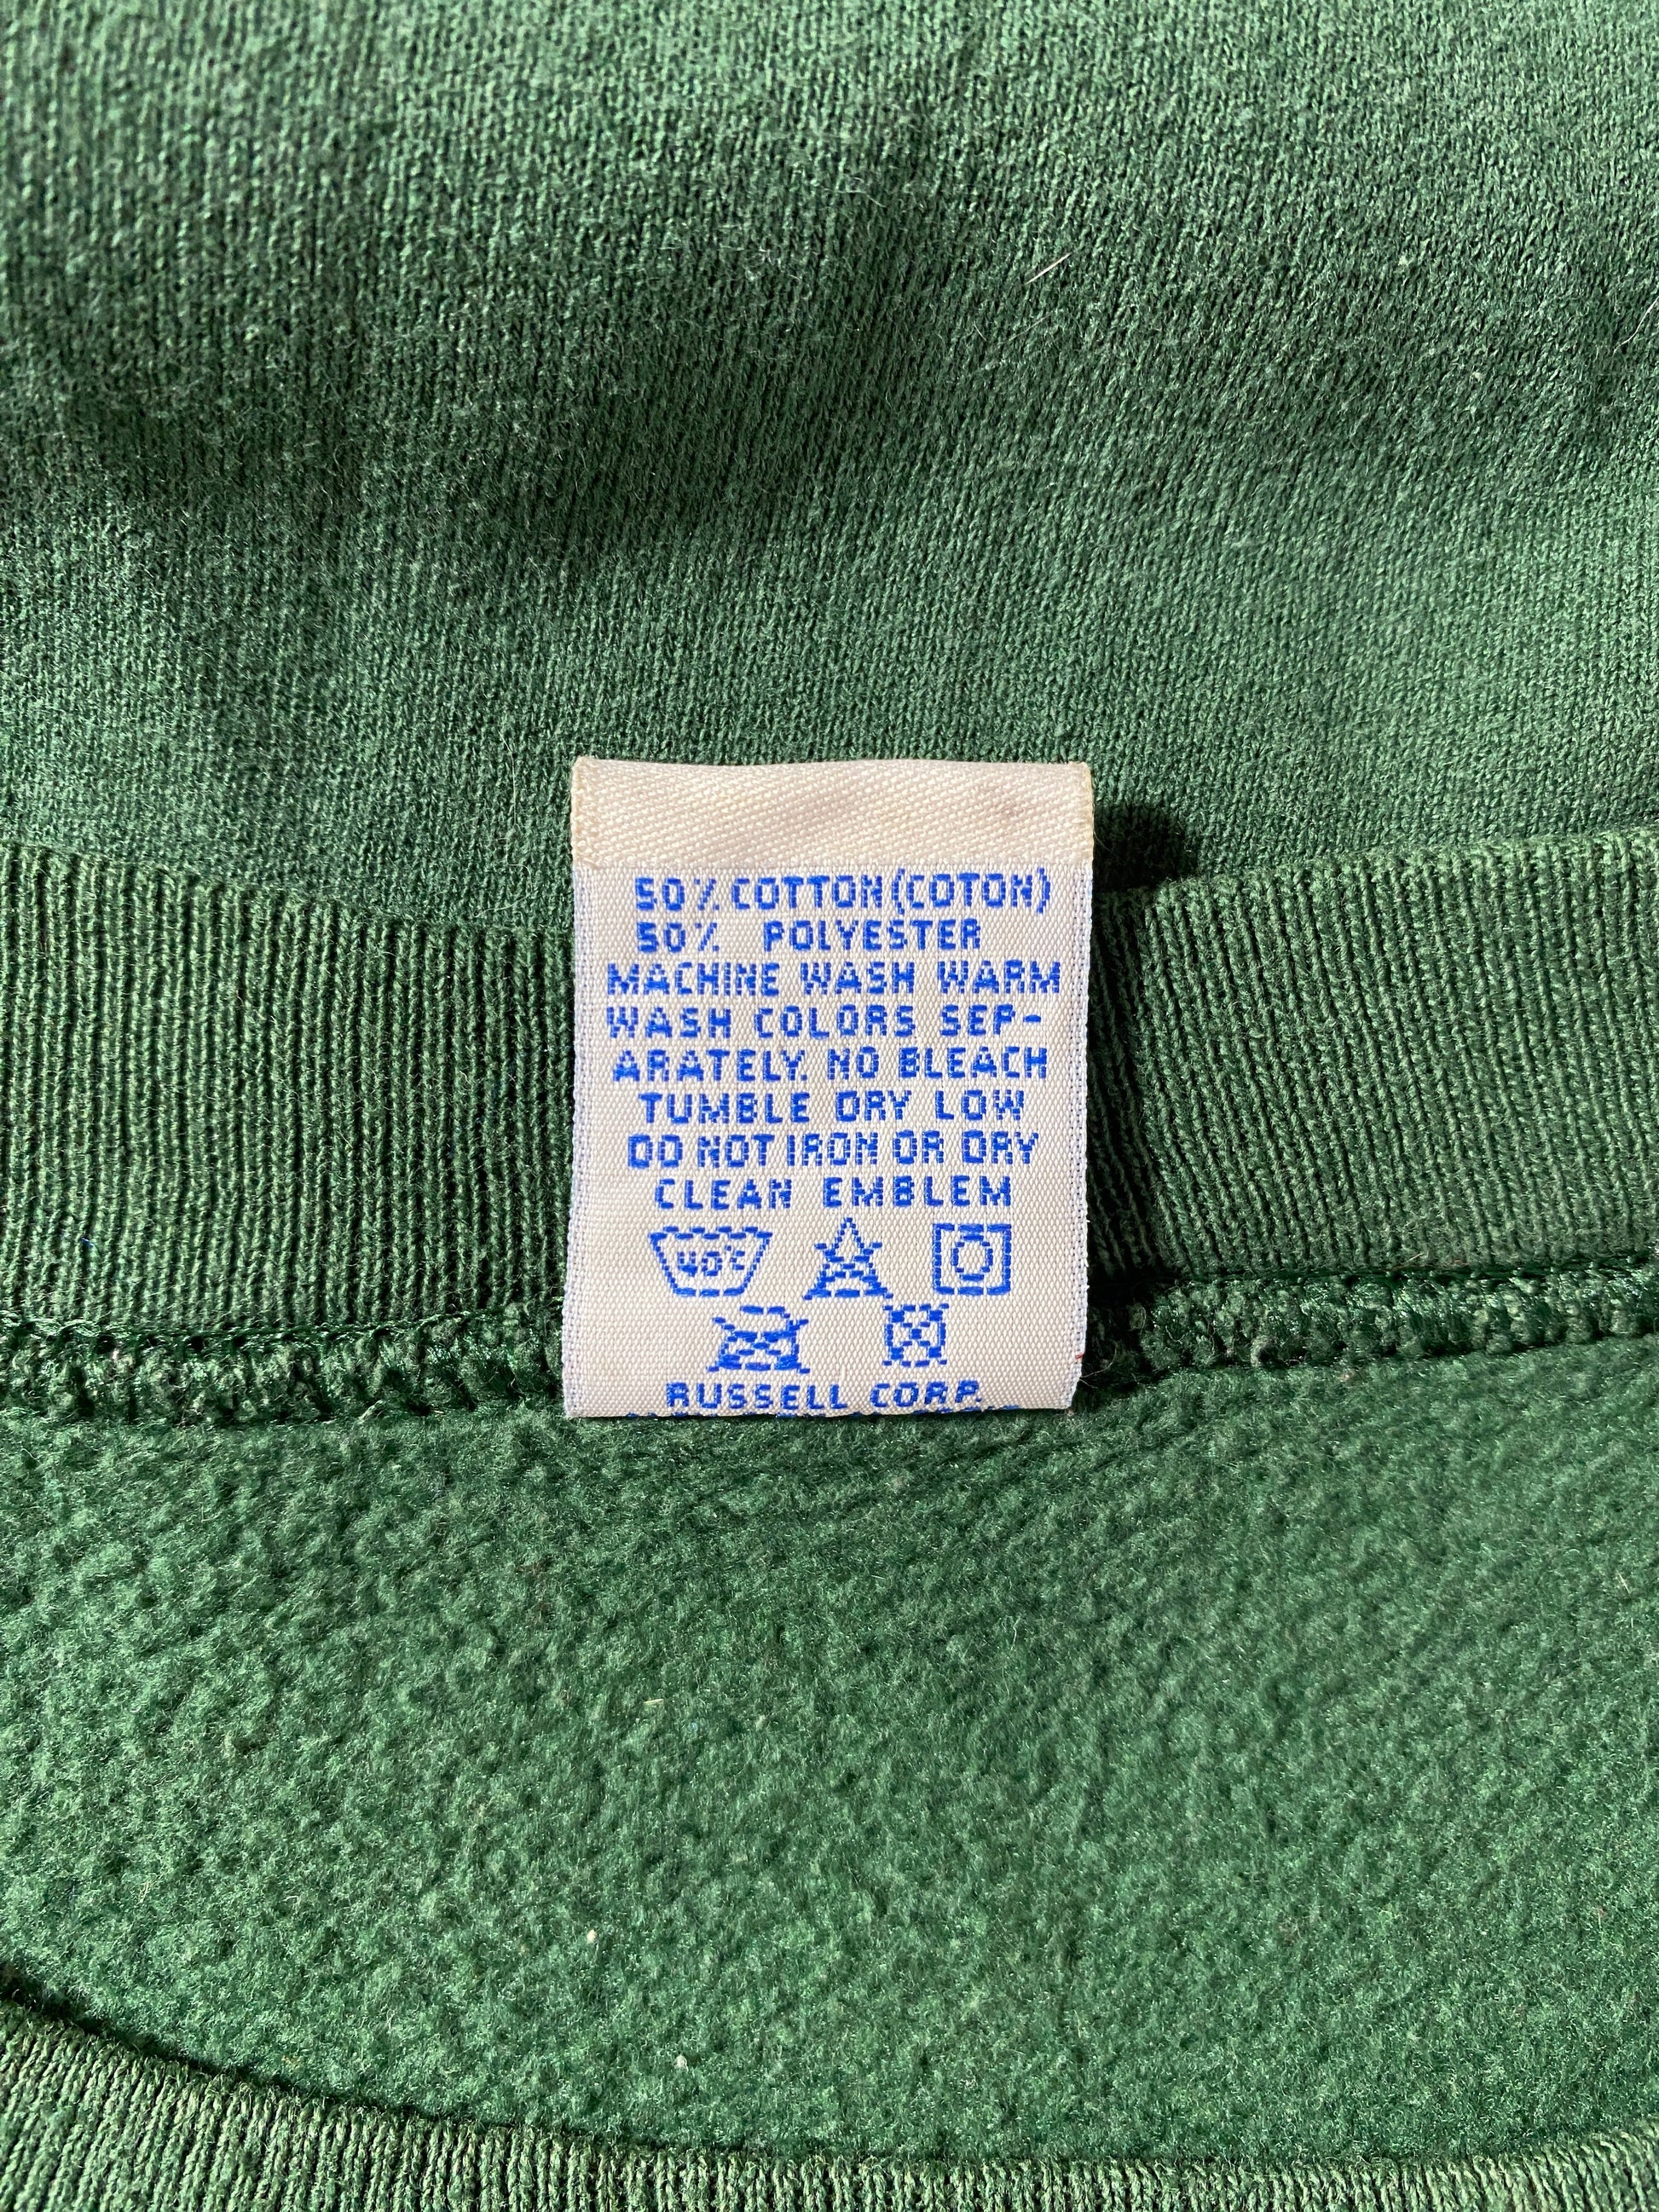 50% COTTON (COTON)
50% POLYESTER
MACHINE WASH WARM
WASH COLORS SEP-
ARATELY. NO BLEACH
TUMBLE DRY LOW
DO NOT IRON OR DRY
CLEAN EMBLEM
40°C
RUSSELL CORP.